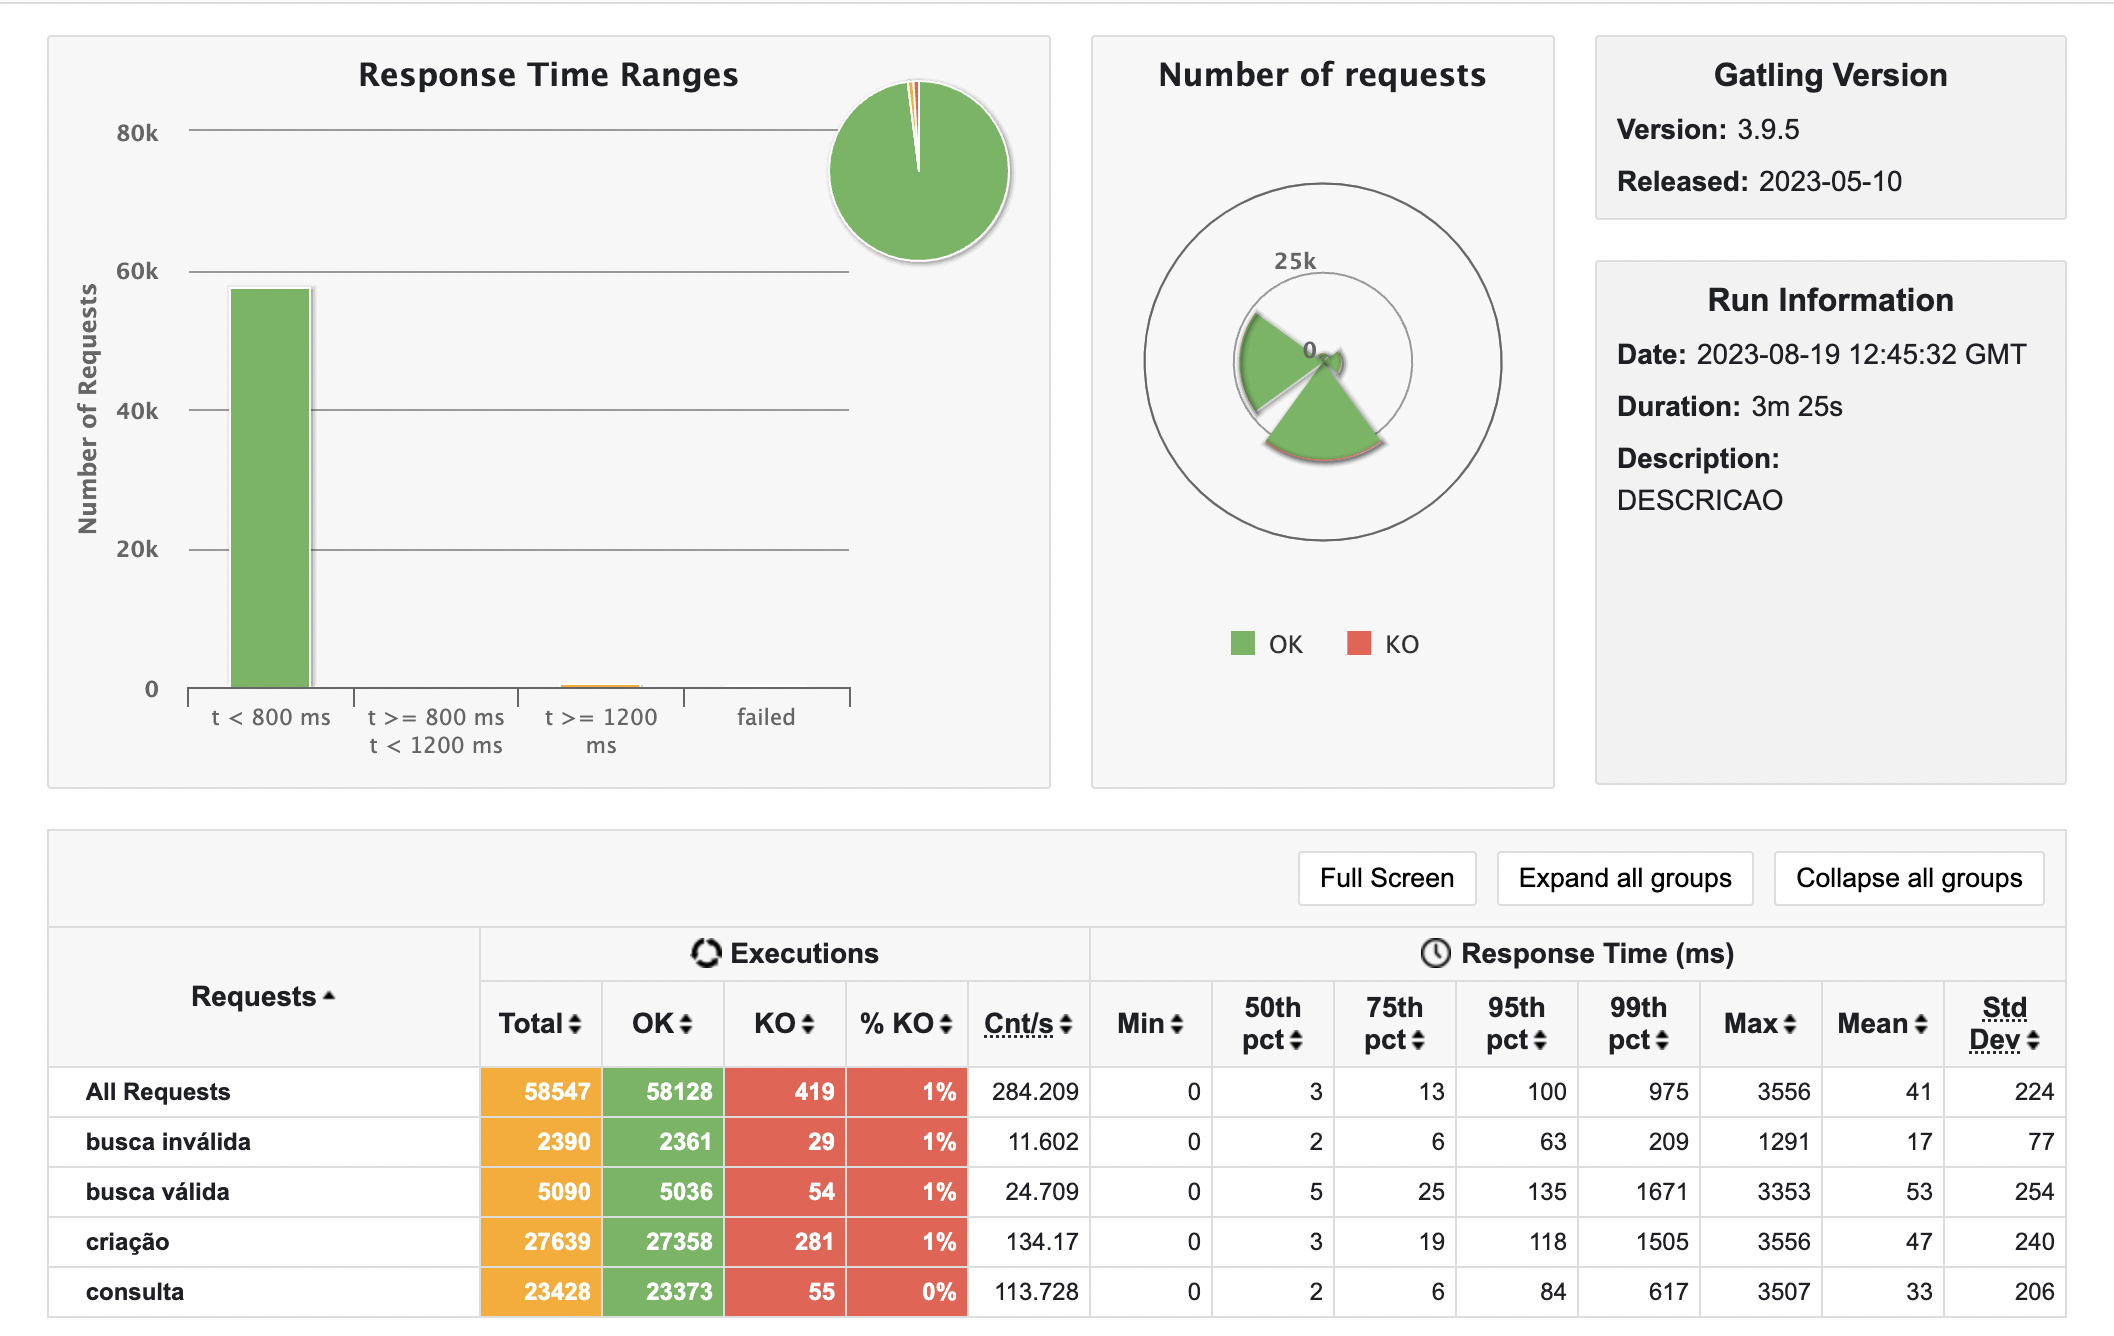 Response Time Ranges
80k
60k
40k
20k
0
Number of Requests
t < 800 ms
t >= 800 ms
t < 1200 ms
t >= 1200
ms
failed
Number of requests
25k
0
OK KO
Gatling Version
Version: 3.9.5
Released: 2023-05-10
Run Information
Date: 2023-08-19 12:45:32 GMT
Duration: 3m 25s
Description:
DESCRICAO
Full Screen Expand all groups Collapse all groups
Requests Executions Response Time (ms)
Total OK KO % KO Cnt/s Min 50th pct 75th pct 95th pct 99th pct Max Mean Std Dev
All Requests 58547 58128 419 1% 284.209 0 3 13 100 975 3556 41 224
busca inválida 2390 2361 29 1% 11.602 0 2 6 63 209 1291 17 77
busca válida 5090 5036 54 1% 24.709 0 5 25 135 1671 3353 53 254
criação 27639 27358 281 1% 134.17 0 3 19 118 1505 3556 47 240
consulta 23428 23373 55 0% 113.728 0 2 6 84 617 3507 33 206